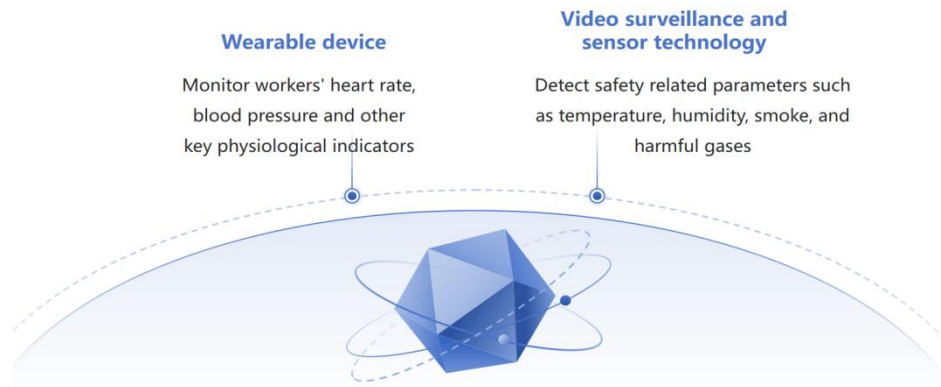 Wearable device
Monitor workers' heart rate,
blood pressure and other
key physiological indicators
Video surveillance and
sensor technology
Detect safety related parameters such
as temperature, humidity, smoke, and
harmful gases